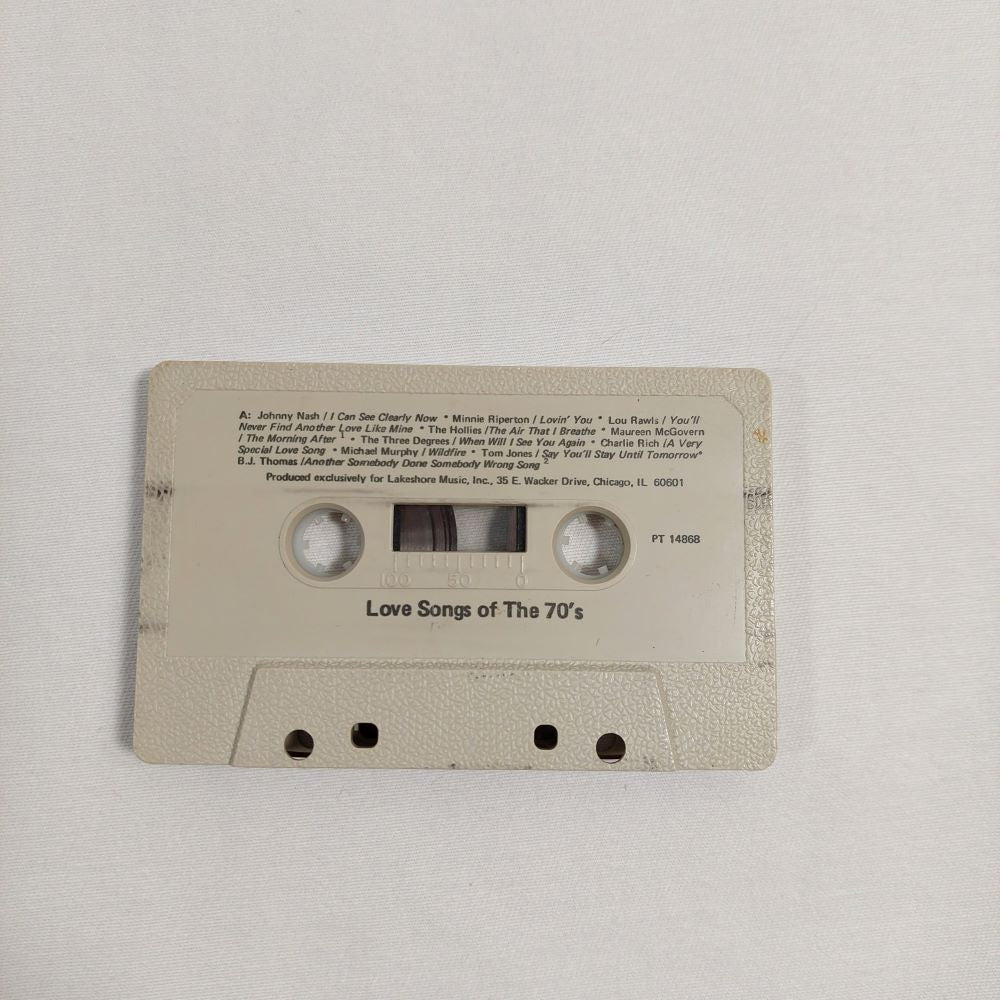 A: Johnny Nash / I Can See Clearly Now * Minnie Riperton / Lovin' You * Lou Rawls / You'll
Never Find Another Love Like Mine * The Hollies / The Air That I Breathe * Maureen McGovern
/ The Morning After 1 * The Three Degrees / When Will I See You Again * Charlie Rich / A Very
Special Love Song * Michael Murphy / Wildfire * Tom Jones / Say You'll Stay Until Tomorrow *
B.J. Thomas / Another Somebody Done Somebody Wrong Song 2
Produced exclusively for Lakeshore Music, Inc., 35 E. Wacker Drive, Chicago, IL 60601
PT 14868
100 50 0
Love Songs of The 70's